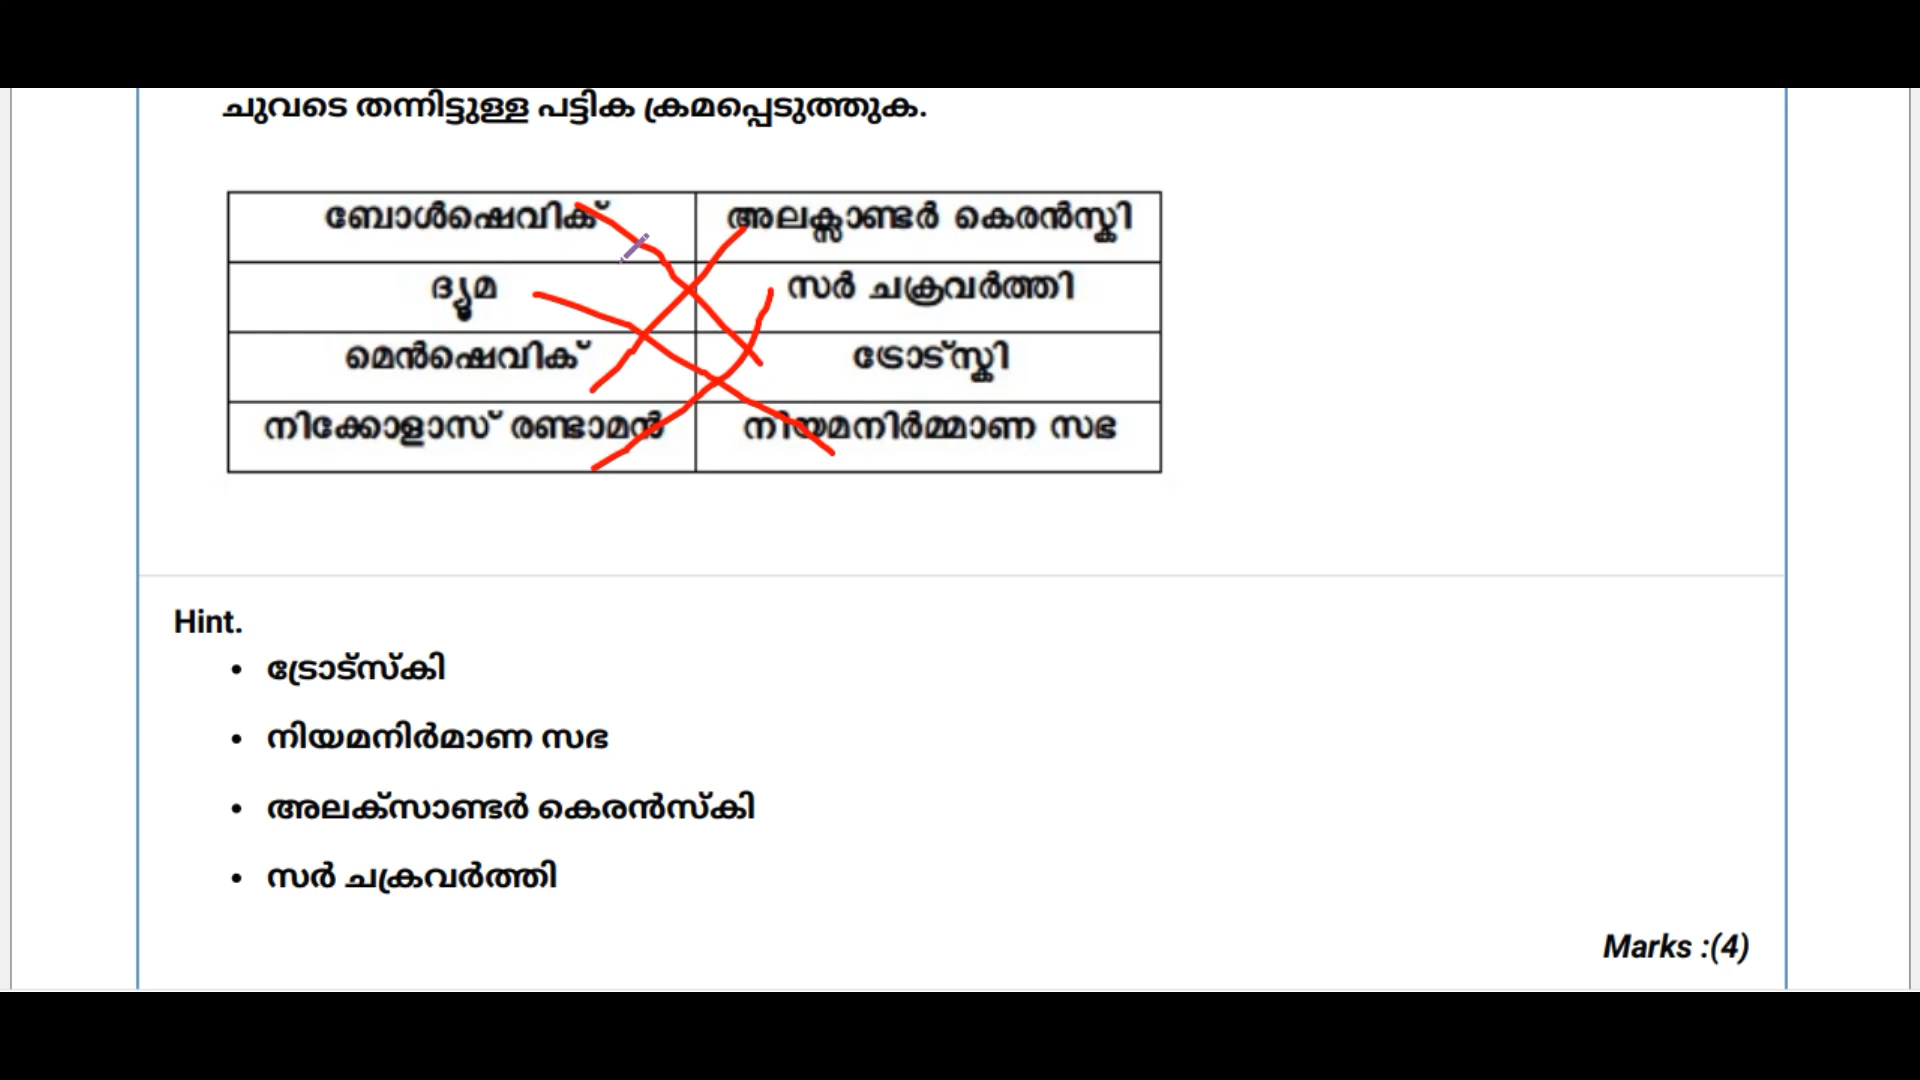 ചുവടെ തന്നിട്ടുള്ള പട്ടിക ക്രമപ്പെടുത്തുക.
ബോൾഷെവിക് അലക്സാണ്ടർ കെരൻസ്കി
ദ്യൂമ സർ ചക്രവർത്തി
മെൻഷെവിക് ട്രോട്സ്കി
നിക്കോളാസ് രണ്ടാമൻ നിയമനിർമ്മാണ സഭ
Hint.
• ട്രോട്സ്‌കി
• നിയമനിർമാണ സഭ
• അലക്‌സാണ്ടർ കെരൻസ്‌കി
• സർ ചക്രവർത്തി
Marks :(4)